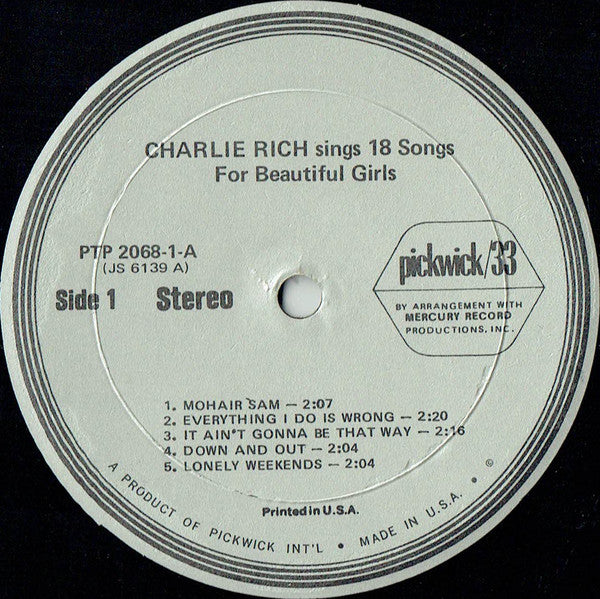 CHARLIE RICH sings 18 Songs
For Beautiful Girls
PTP 2068-1-A
(JS 6139 A)
Side 1 Stereo
pickwick/33
BY ARRANGEMENT WITH
MERCURY RECORD
PRODUCTIONS, INC.
1. MOHAIR SAM — 2:07
2. EVERYTHING I DO IS WRONG — 2:20
3. IT AIN'T GONNA BE THAT WAY — 2:16
4. DOWN AND OUT — 2:04
5. LONELY WEEKENDS — 2:04
Printed in U.S.A.
A PRODUCT OF PICKWICK INT'L • MADE IN U.S.A. • ©